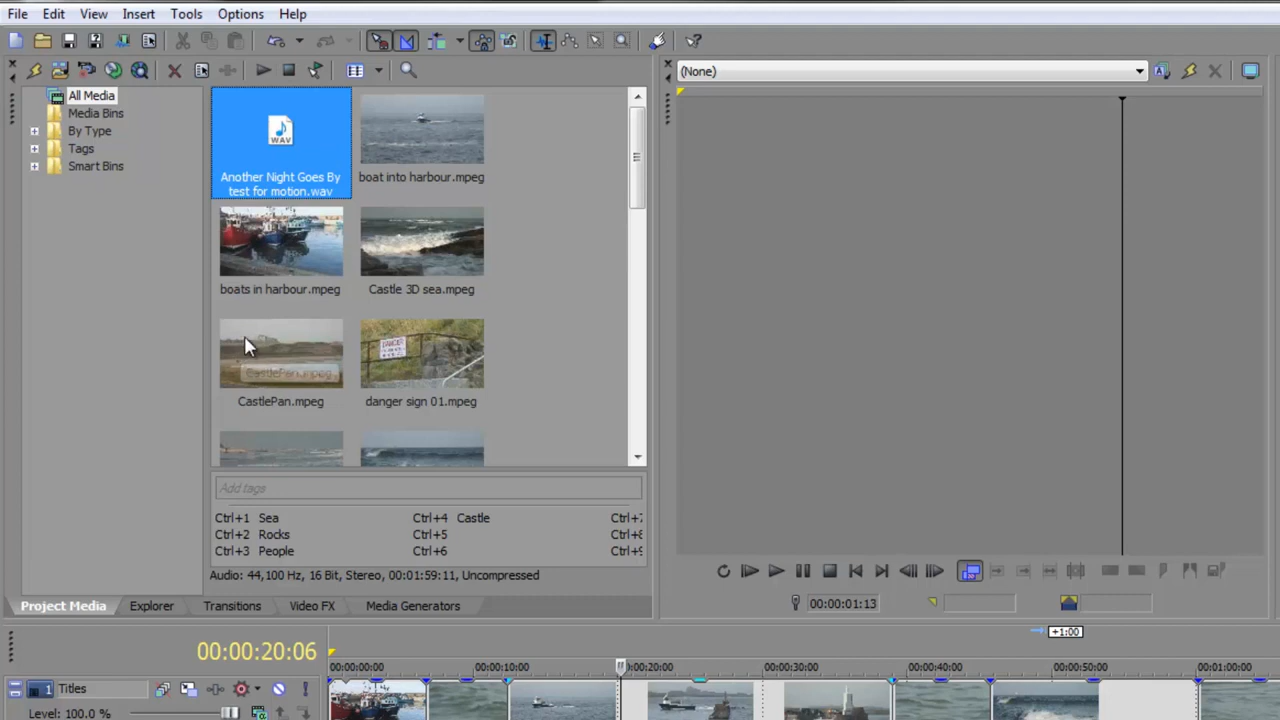 File Edit View Insert Tools Options Help
(None)
All Media
Media Bins
By Type
Tags
Smart Bins
WAV
Another Night Goes By
test for motion.wav
boat into harbour.mpeg
boats in harbour.mpeg
Castle 3D sea.mpeg
CastlePan.mpeg
DANGER
CastlePan.mpeg
danger sign 01.mpeg
Add tags
Ctrl+1 Sea Ctrl+4 Castle Ctrl+7
Ctrl+2 Rocks Ctrl+5 Ctrl+8
Ctrl+3 People Ctrl+6 Ctrl+9
Audio: 44,100 Hz, 16 Bit, Stereo, 00:01:59:11, Uncompressed
Project Media Explorer Transitions Video FX Media Generators
00:00:01:13
+1:00
00:00:20:06
00:00:00:00 00:00:10:00 0:00:20:00 00:00:30:00 00:00:40:00 00:00:50:00 00:01:00:00
1 Titles
Level: 100.0 %